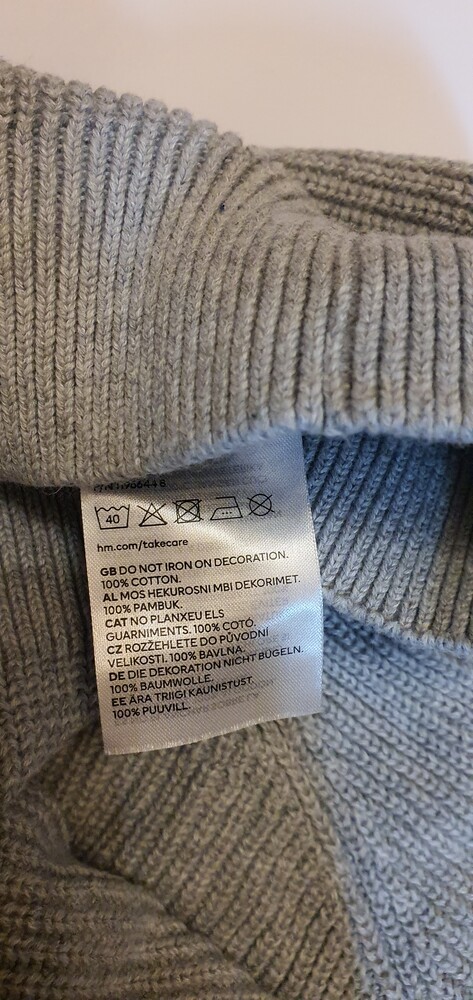 40
hm.com/takecare
GB DO NOT IRON ON DECORATION.
100% COTTON.
AL MOS HEKUROSNI MBI DEKORIMET.
100% PAMBUK.
CAT NO PLANXEU ELS
GUARNIMENTS. 100% COTÓ.
CZ ROZŽEHLETE DO PŮVODNÍ
VELIKOSTI. 100% BAVLNA.
DE DIE DEKORATION NICHT BÜGELN.
100% BAUMWOLLE.
EE ÄRA TRIIGI KAUNISTUST.
100% PUUVILL.